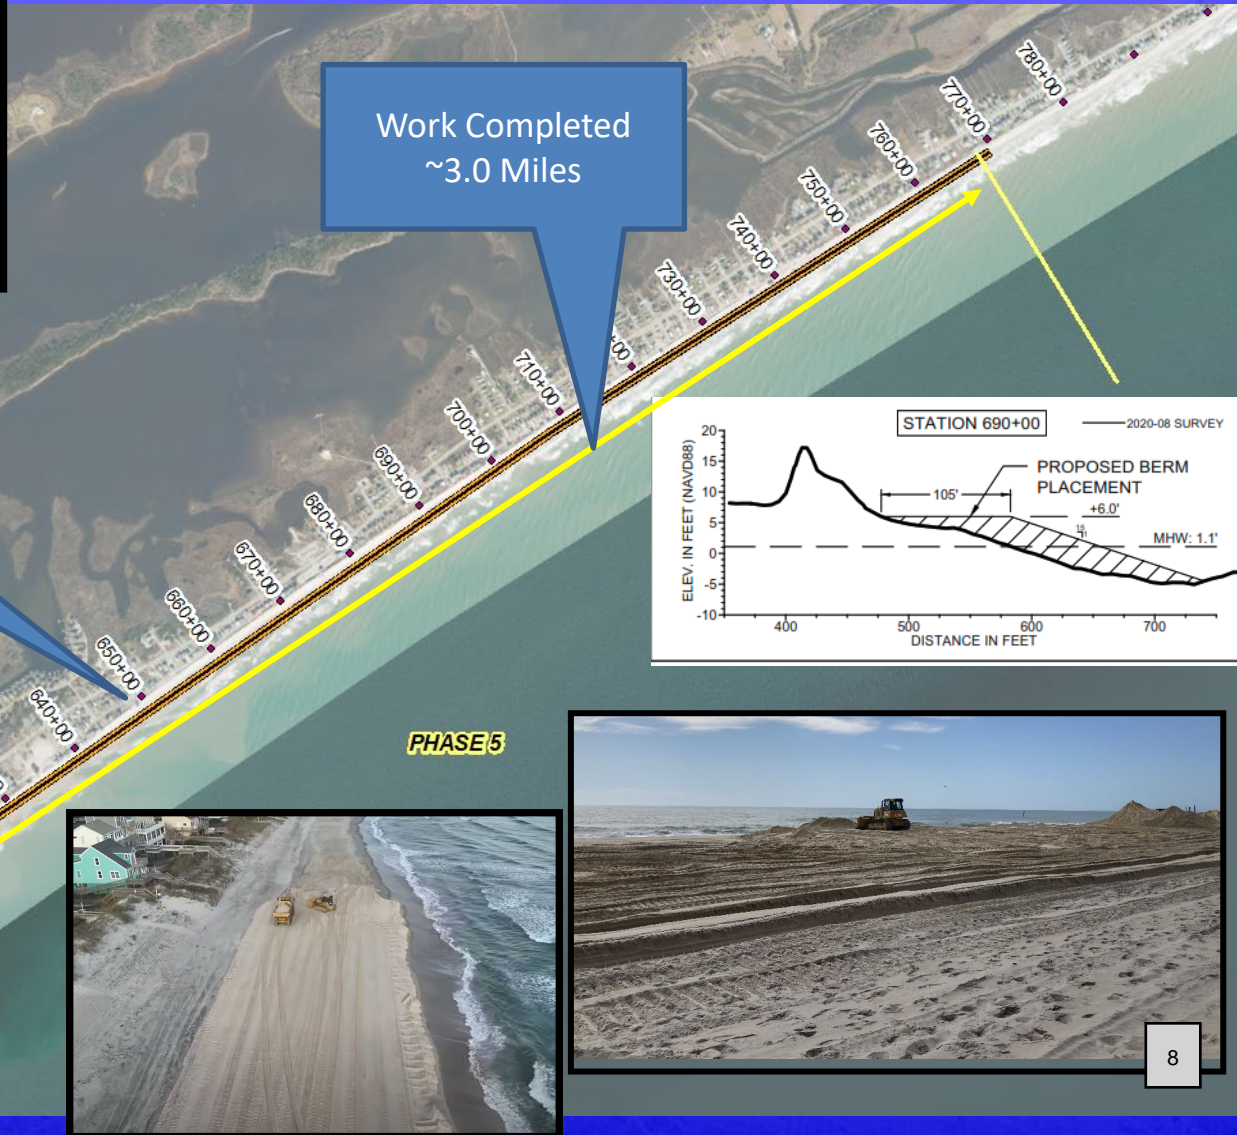 Work Completed
~3.0 Miles
780+00
770+00
760+00
750+00
740+00
730+00
710+00
700+00
690+00
680+00
670+00
660+00
650+00
640+00
STATION 690+00
2020-08 SURVEY
PROPOSED BERM
PLACEMENT
105'
+6.0'
MHW: 1.1'
ELEV. IN FEET (NAVD88)
20
15
10
5
0
-5
-10
400
500
600
700
DISTANCE IN FEET
PHASE 5
8